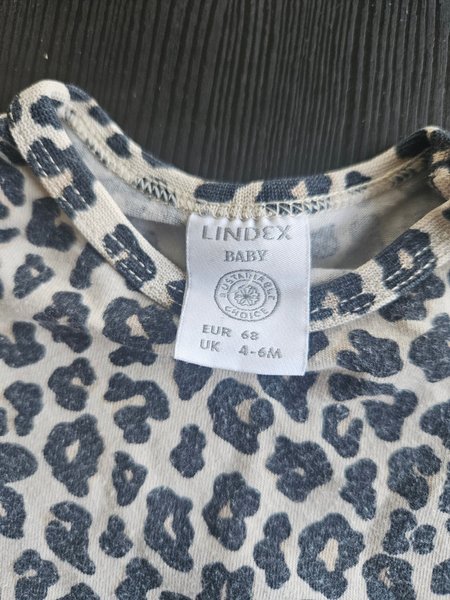 LINDEX
BABY
SUSTAINABLE
CHOICE
EUR 68
UK 4-6M